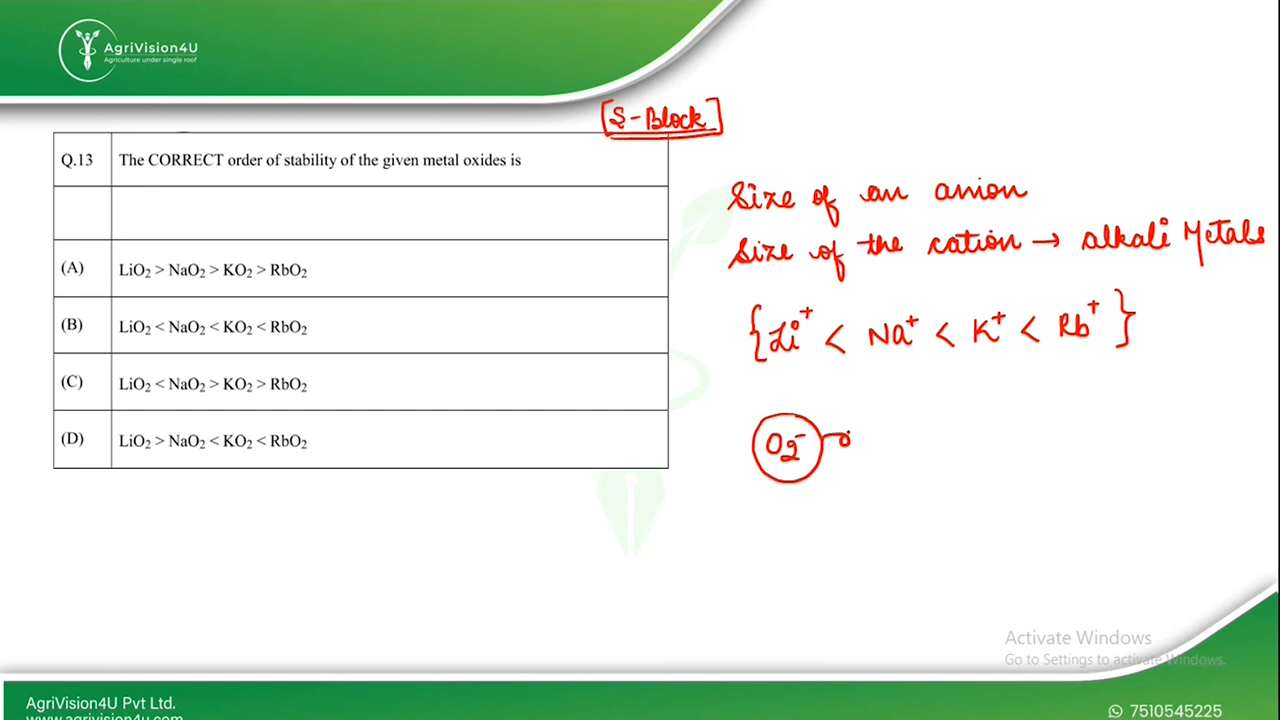 AgriVision4U
Agriculture under single roof
[S-Block]
Q.13 The CORRECT order of stability of the given metal oxides is
(A) LiO₂ > NaO₂ > KO₂ > RbO₂
(B) LiO₂ < NaO₂ < KO₂ < RbO₂
(C) LiO₂ < NaO₂ > KO₂ > RbO₂
(D) LiO₂ > NaO₂ < KO₂ < RbO₂
Size of an anion
Size of the cation → alkali Metals
{Li⁺ < Na⁺ < K⁺ < Rb⁺}
O₂⁻
Activate Windows
Go to Settings to activate Windows.
AgriVision4U Pvt Ltd.
www.agrivision4u.com
7510545225